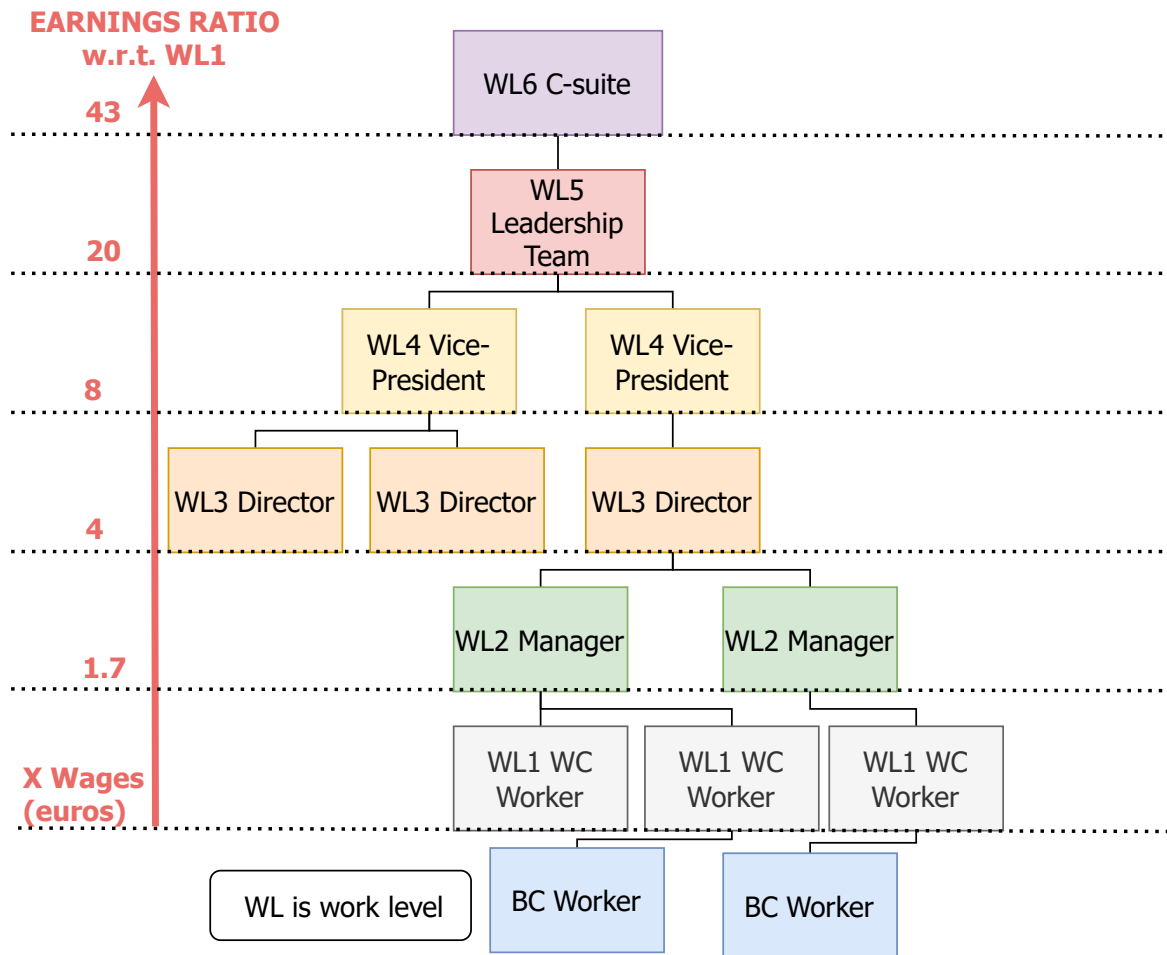 EARNINGS RATIO
w.r.t. WL1
WL6 C-suite
43
WL5
Leadership
Team
20
WL4 Vice-
President
WL4 Vice-
President
8
WL3 Director
WL3 Director
WL3 Director
4
WL2 Manager
WL2 Manager
1.7
WL1 WC
Worker
WL1 WC
Worker
WL1 WC
Worker
X Wages
(euros)
BC Worker
BC Worker
WL is work level